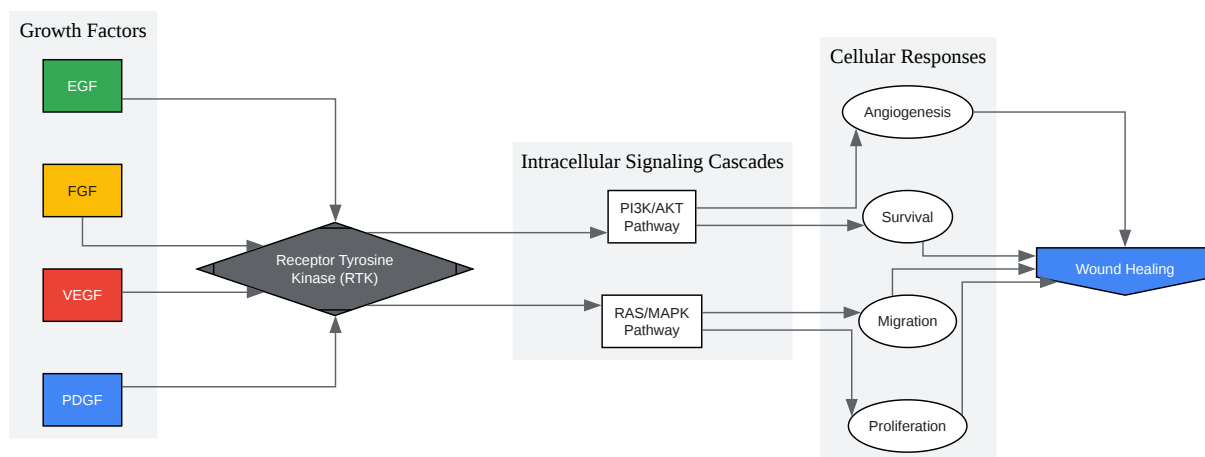 Growth Factors
EGF
FGF
VEGF
PDGF
Receptor Tyrosine
Kinase (RTK)
Intracellular Signaling Cascades
PI3K/AKT
Pathway
RAS/MAPK
Pathway
Cellular Responses
Angiogenesis
Survival
Migration
Proliferation
Wound Healing